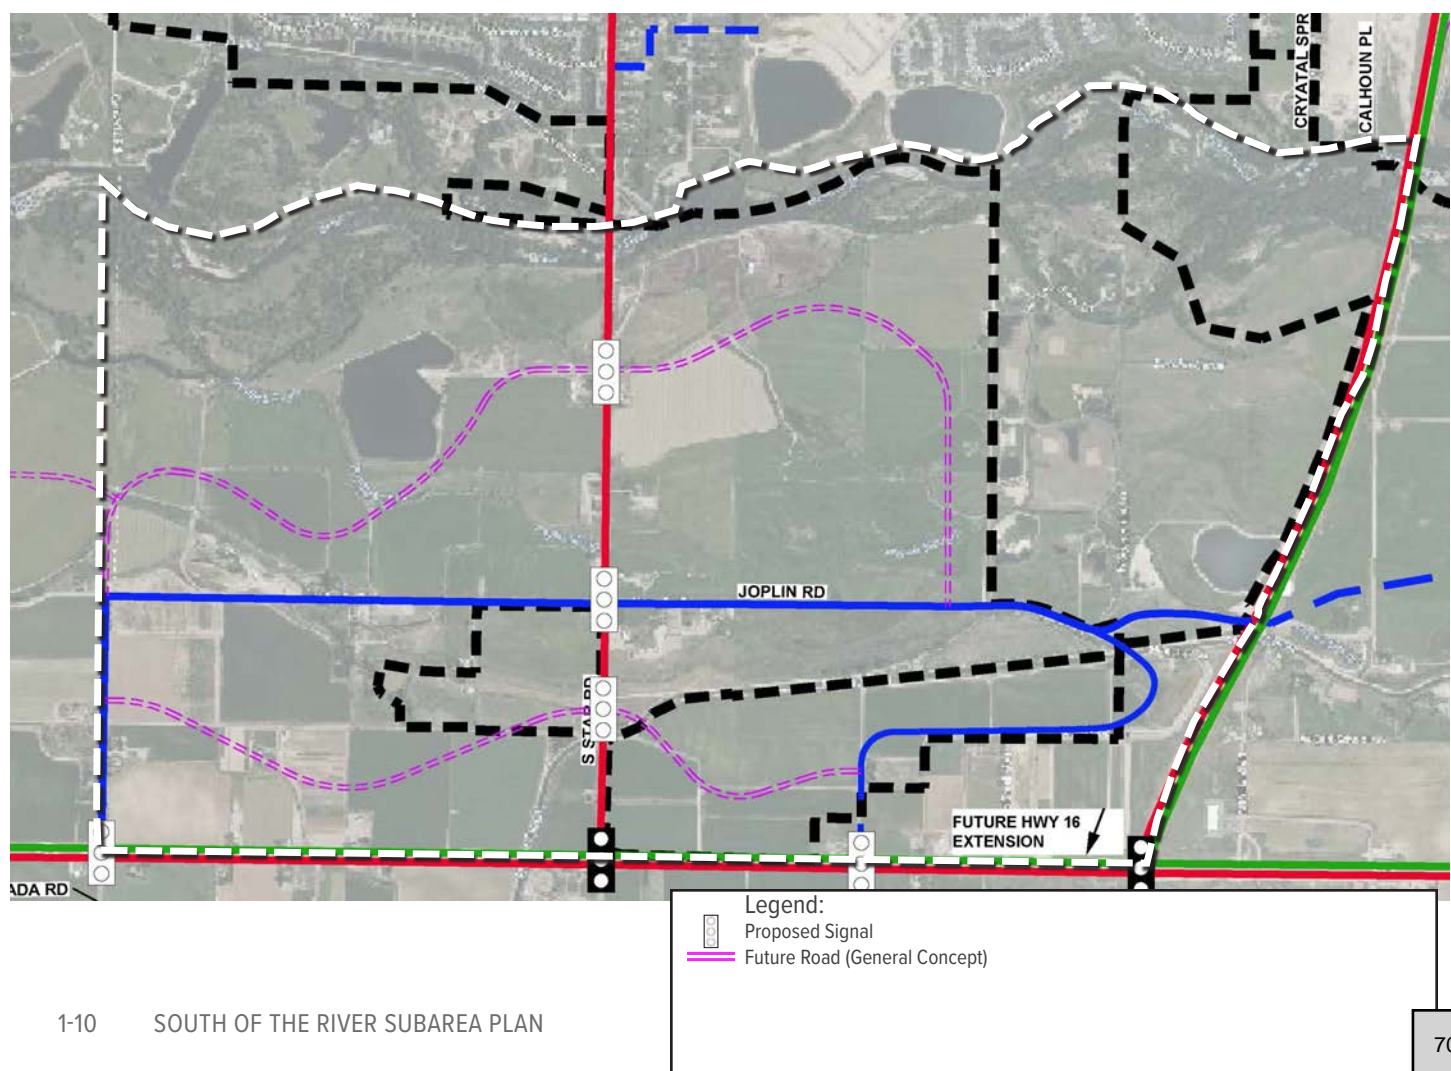 CRYATAL SPR
CALHOUN PL
JOPLIN RD
S STAR RD
FUTURE HWY 16
EXTENSION
ADA RD
Legend:
Proposed Signal
Future Road (General Concept)
1-10 SOUTH OF THE RIVER SUBAREA PLAN
70